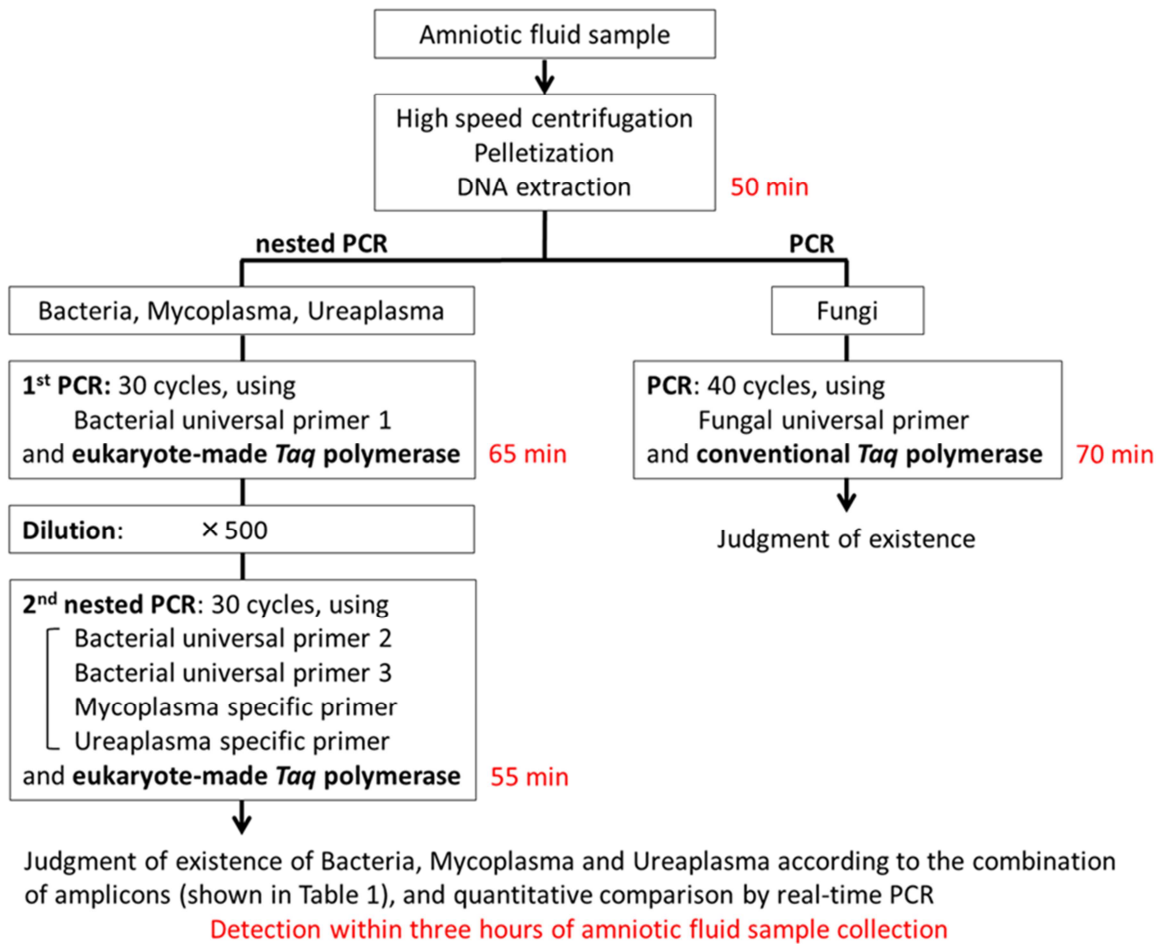 Amniotic fluid sample
High speed centrifugation
Pelletization
DNA extraction
50 min
nested PCR
PCR
Bacteria, Mycoplasma, Ureaplasma
Fungi
1st PCR: 30 cycles, using
Bacterial universal primer 1
and eukaryote-made Taq polymerase
65 min
PCR: 40 cycles, using
Fungal universal primer
and conventional Taq polymerase
70 min
Judgment of existence
Dilution: ×500
2nd nested PCR: 30 cycles, using
Bacterial universal primer 2
Bacterial universal primer 3
Mycoplasma specific primer
Ureaplasma specific primer
and eukaryote-made Taq polymerase
55 min
Judgment of existence of Bacteria, Mycoplasma and Ureaplasma according to the combination
of amplicons (shown in Table 1), and quantitative comparison by real-time PCR
Detection within three hours of amniotic fluid sample collection